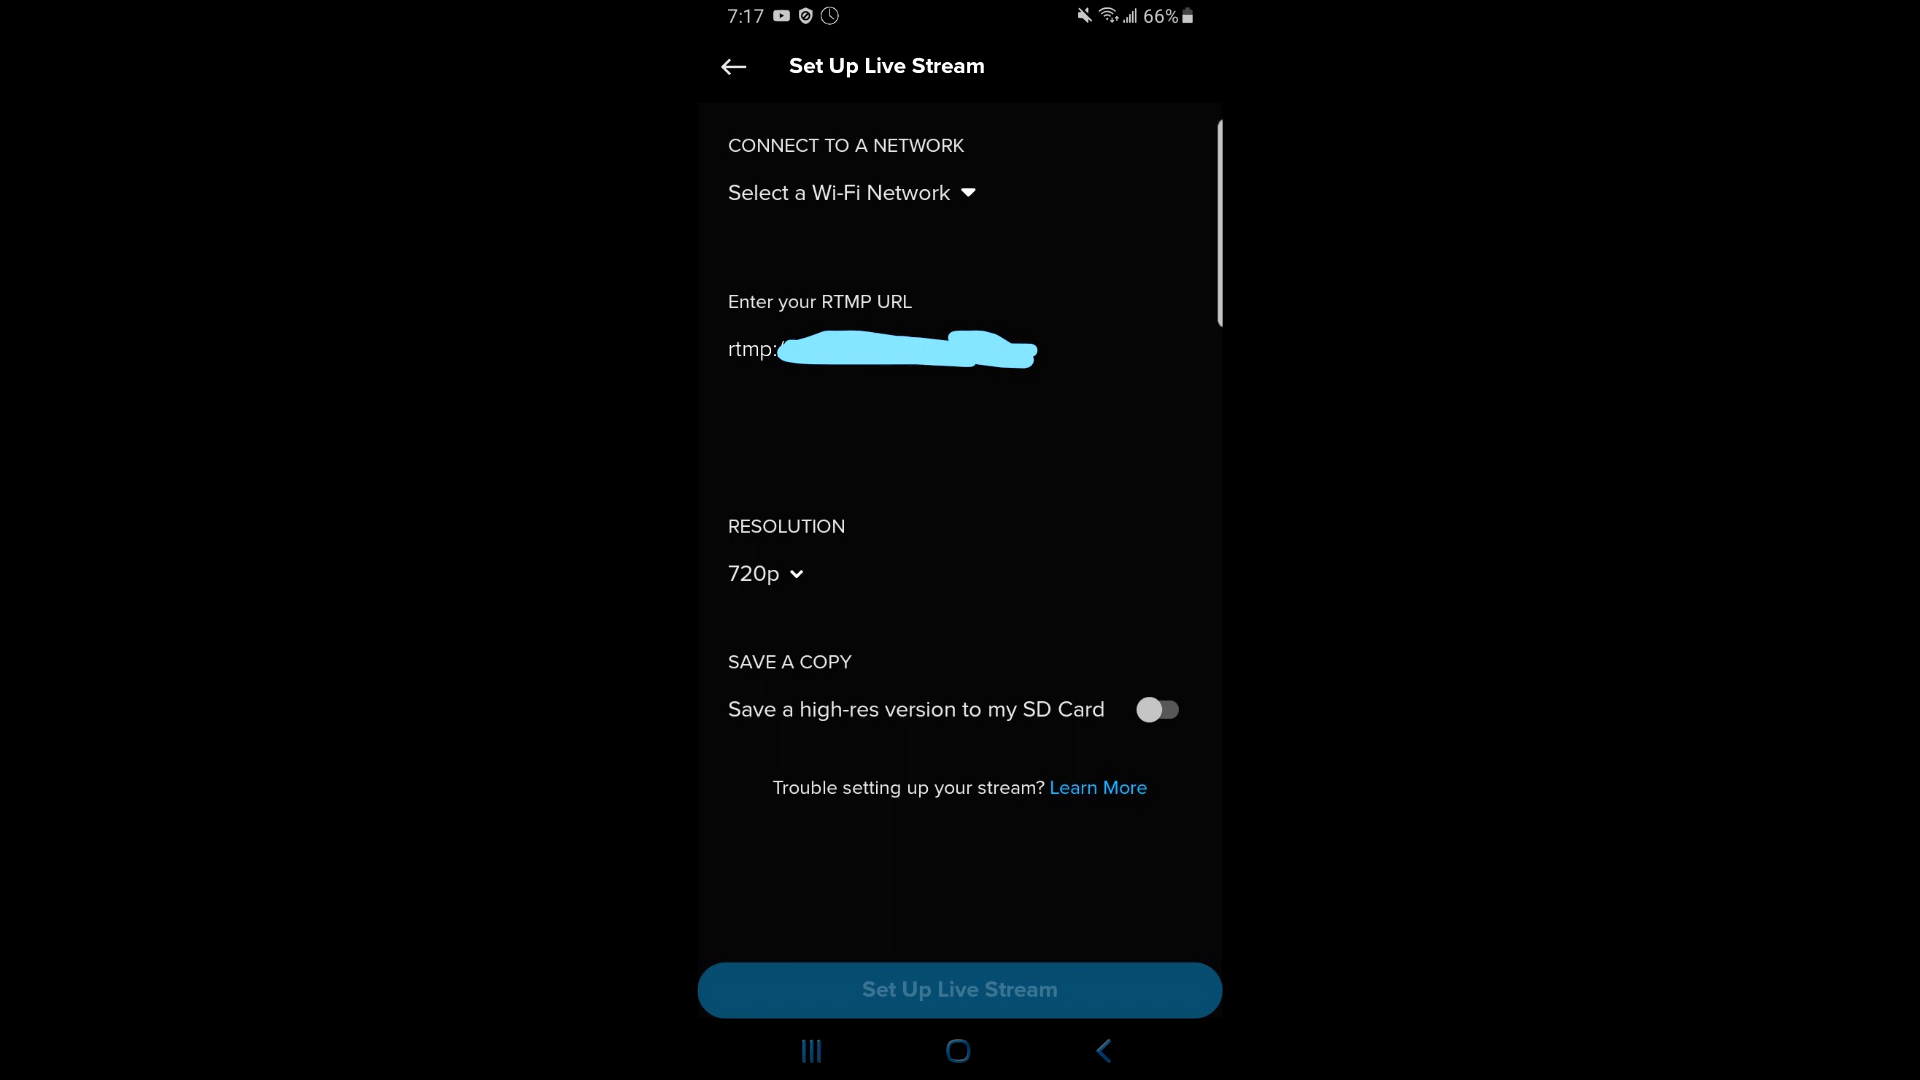 7:17 66%
Set Up Live Stream
CONNECT TO A NETWORK
Select a Wi-Fi Network
Enter your RTMP URL
rtmp:/
RESOLUTION
720p
SAVE A COPY
Save a high-res version to my SD Card
Trouble setting up your stream? Learn More
Set Up Live Stream